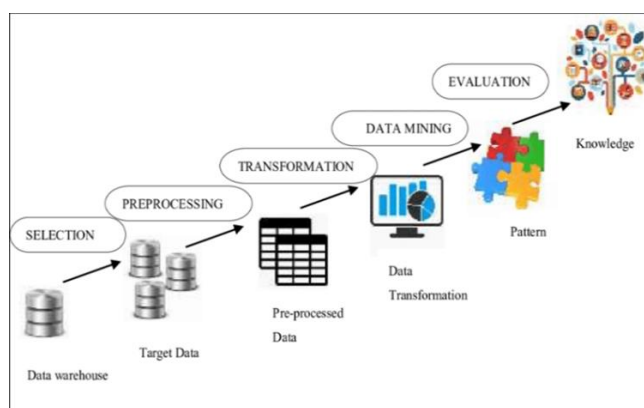 EVALUATION
Knowledge
DATA MINING
TRANSFORMATION
Pattern
PREPROCESSING
Data
Transformation
SELECTION
Pre-processed
Data
Target Data
Data warehouse